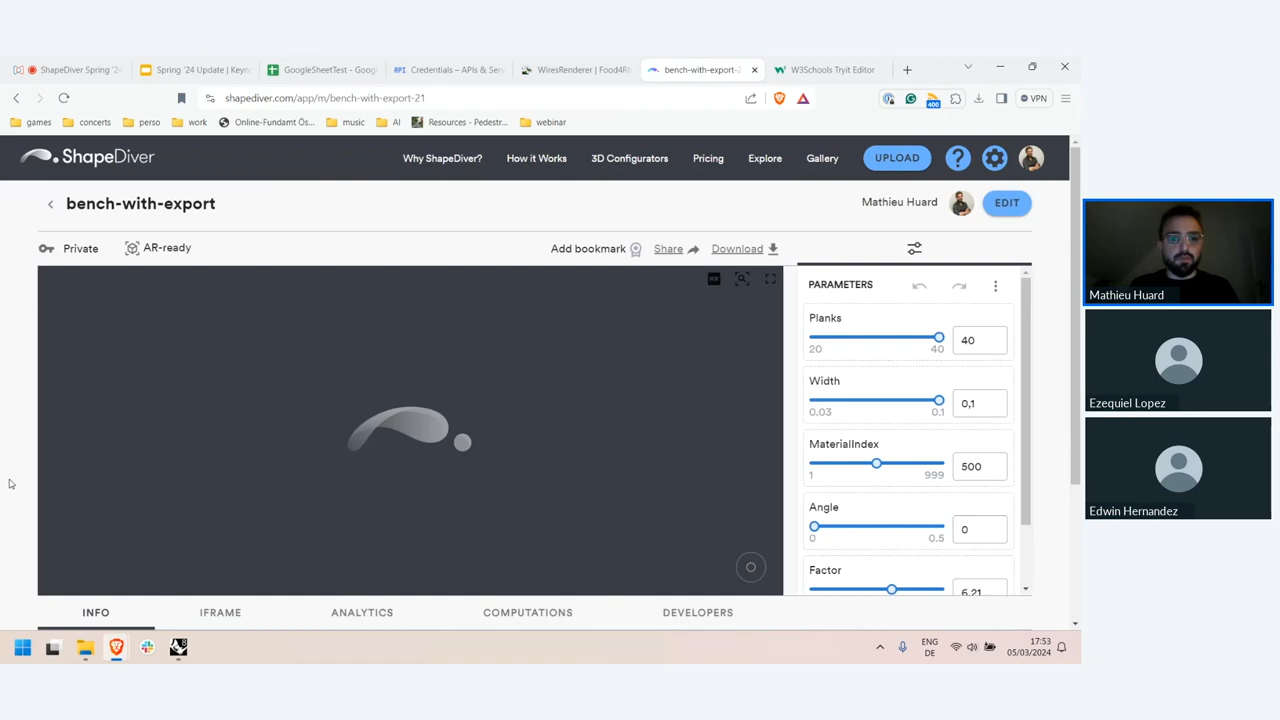 ShapeDiver Spring '24
Spring '24 Update | Keyn
GoogleSheetTest - Googl
API Credentials – APIs & Serv
WiresRenderer | Food4R
bench-with-export-2
W3Schools Tryit Editor
shapediver.com/app/m/bench-with-export-21
400
VPN
games
concerts
perso
work
Online-Fundamt Ös...
music
AI
Resources - Pedestr...
webinar
ShapeDiver
Why ShapeDiver?
How it Works
3D Configurators
Pricing
Explore
Gallery
UPLOAD
?
bench-with-export
Mathieu Huard
EDIT
Private
AR-ready
Add bookmark
Share
Download
PARAMETERS
Planks
40
20
40
Width
0,1
0.03
0.1
MaterialIndex
500
1
999
Angle
0
0
0.5
Factor
6,21
INFO
IFRAME
ANALYTICS
COMPUTATIONS
DEVELOPERS
ENG
DE
17:53
05/03/2024
Mathieu Huard
Ezequiel Lopez
Edwin Hernandez